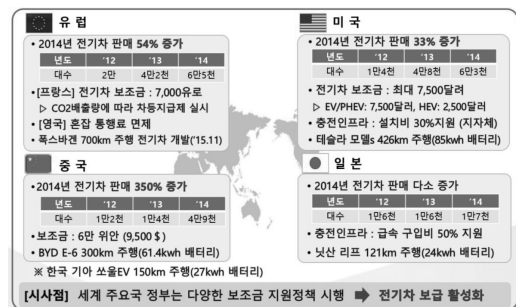 유 럽
• 2014년 전기차 판매 54% 증가
년도 '12 '13 '14
대수 2만 4만2천 6만5천
• [프랑스] 전기차 보조금 : 7,000유로
▷ CO2배출량에 따라 차등지급제 실시
• [영국] 혼잡 통행료 면제
• 폭스바겐 700km 주행 전기차 개발('15.11)
미 국
• 2014년 전기차 판매 33% 증가
년도 '12 '13 '14
대수 1만4천 4만8천 6만3천
• 전기차 보조금 : 최대 7,500달러
▷ EV/PHEV: 7,500달러, HEV: 2,500달러
• 충전인프라 : 설치비 30%지원 (지자체)
• 테슬라 모델s 426km 주행(85kwh 배터리)
중 국
•2014년 전기차 판매 350% 증가
년도 '12 '13 '14
대수 1만2천 1만4천 4만9천
•보조금 : 6만 위안 (9,500 $)
•BYD E-6 300km 주행(61.4kwh 배터리)
※ 한국 기아 쏘울EV 150km 주행(27kwh 배터리)
일 본
• 2014년 전기차 판매 다소 증가
년도 '12 '13 '14
대수 1만6천 1만6천 1만7천
• 충전인프라 : 급속 구입비 50% 지원
• 닛산 리프 121km 주행(24kwh 배터리)
[시사점] 세계 주요국 정부는 다양한 보조금 지원정책 시행 ➡ 전기차 보급 활성화